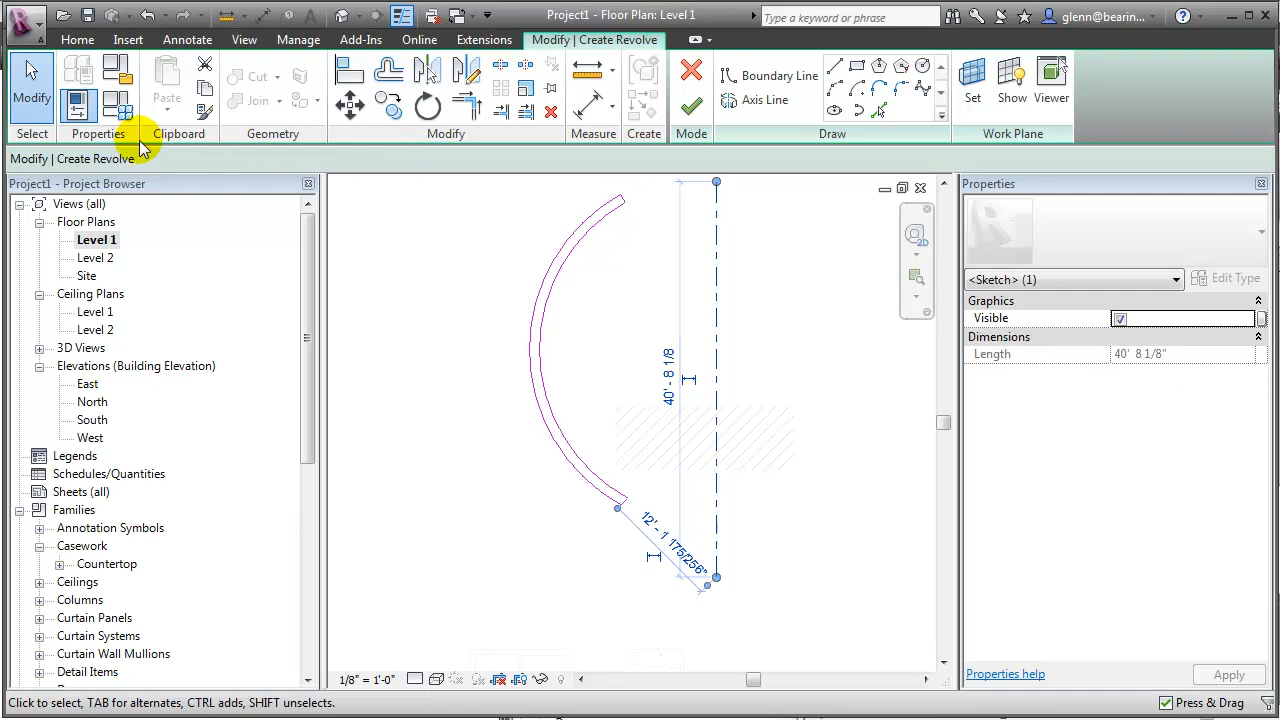 Project1 - Floor Plan: Level 1
Type a keyword or phrase
glenn@bearin...
Home
Insert
Annotate
View
Manage
Add-Ins
Online
Extensions
Modify | Create Revolve
Modify
Paste
Cut
Join
Boundary Line
Axis Line
Set
Show
Viewer
Select
Properties
Clipboard
Geometry
Modify
Measure
Create
Mode
Draw
Work Plane
Modify | Create Revolve
Project1 - Project Browser
Views (all)
Floor Plans
Level 1
Level 2
Site
Ceiling Plans
Level 1
Level 2
3D Views
Elevations (Building Elevation)
East
North
South
West
Legends
Schedules/Quantities
Sheets (all)
Families
Annotation Symbols
Casework
Countertop
Ceilings
Columns
Curtain Panels
Curtain Systems
Curtain Wall Mullions
Detail Items
40' - 8 1/8
12' - 1 175/256"
2D
1/8" = 1'-0"
Properties
<Sketch> (1)
Edit Type
Graphics
Visible
Dimensions
Length
40' 8 1/8"
Properties help
Apply
Click to select, TAB for alternates, CTRL adds, SHIFT unselects.
Press & Drag